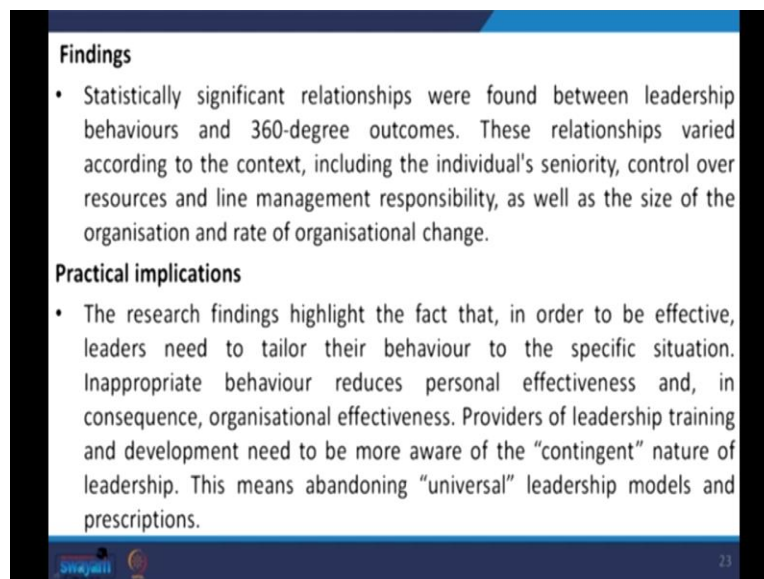 Findings
• Statistically significant relationships were found between leadership
behaviours and 360-degree outcomes. These relationships varied
according to the context, including the individual's seniority, control over
resources and line management responsibility, as well as the size of the
organisation and rate of organisational change.
Practical implications
• The research findings highlight the fact that, in order to be effective,
leaders need to tailor their behaviour to the specific situation.
Inappropriate behaviour reduces personal effectiveness and, in
consequence, organisational effectiveness. Providers of leadership training
and development need to be more aware of the “contingent” nature of
leadership. This means abandoning “universal” leadership models and
prescriptions.
swayam
23